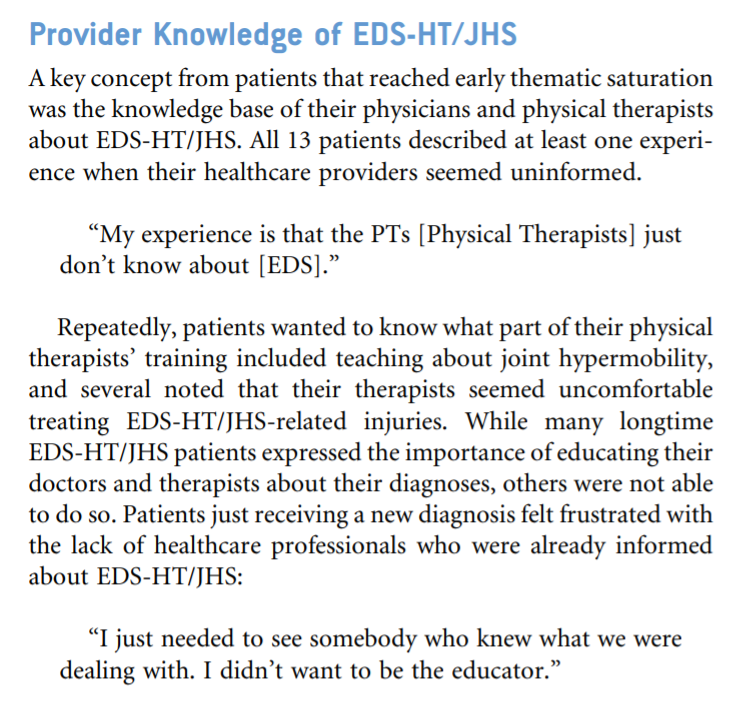 Provider Knowledge of EDS-HT/JHS
A key concept from patients that reached early thematic saturation
was the knowledge base of their physicians and physical therapists
about EDS-HT/JHS. All 13 patients described at least one experi-
ence when their healthcare providers seemed uninformed.
“My experience is that the PTs [Physical Therapists] just
don’t know about [EDS].”
Repeatedly, patients wanted to know what part of their physical
therapists’ training included teaching about joint hypermobility,
and several noted that their therapists seemed uncomfortable
treating EDS-HT/JHS-related injuries. While many longtime
EDS-HT/JHS patients expressed the importance of educating their
doctors and therapists about their diagnoses, others were not able
to do so. Patients just receiving a new diagnosis felt frustrated with
the lack of healthcare professionals who were already informed
about EDS-HT/JHS:
“I just needed to see somebody who knew what we were
dealing with. I didn’t want to be the educator.”